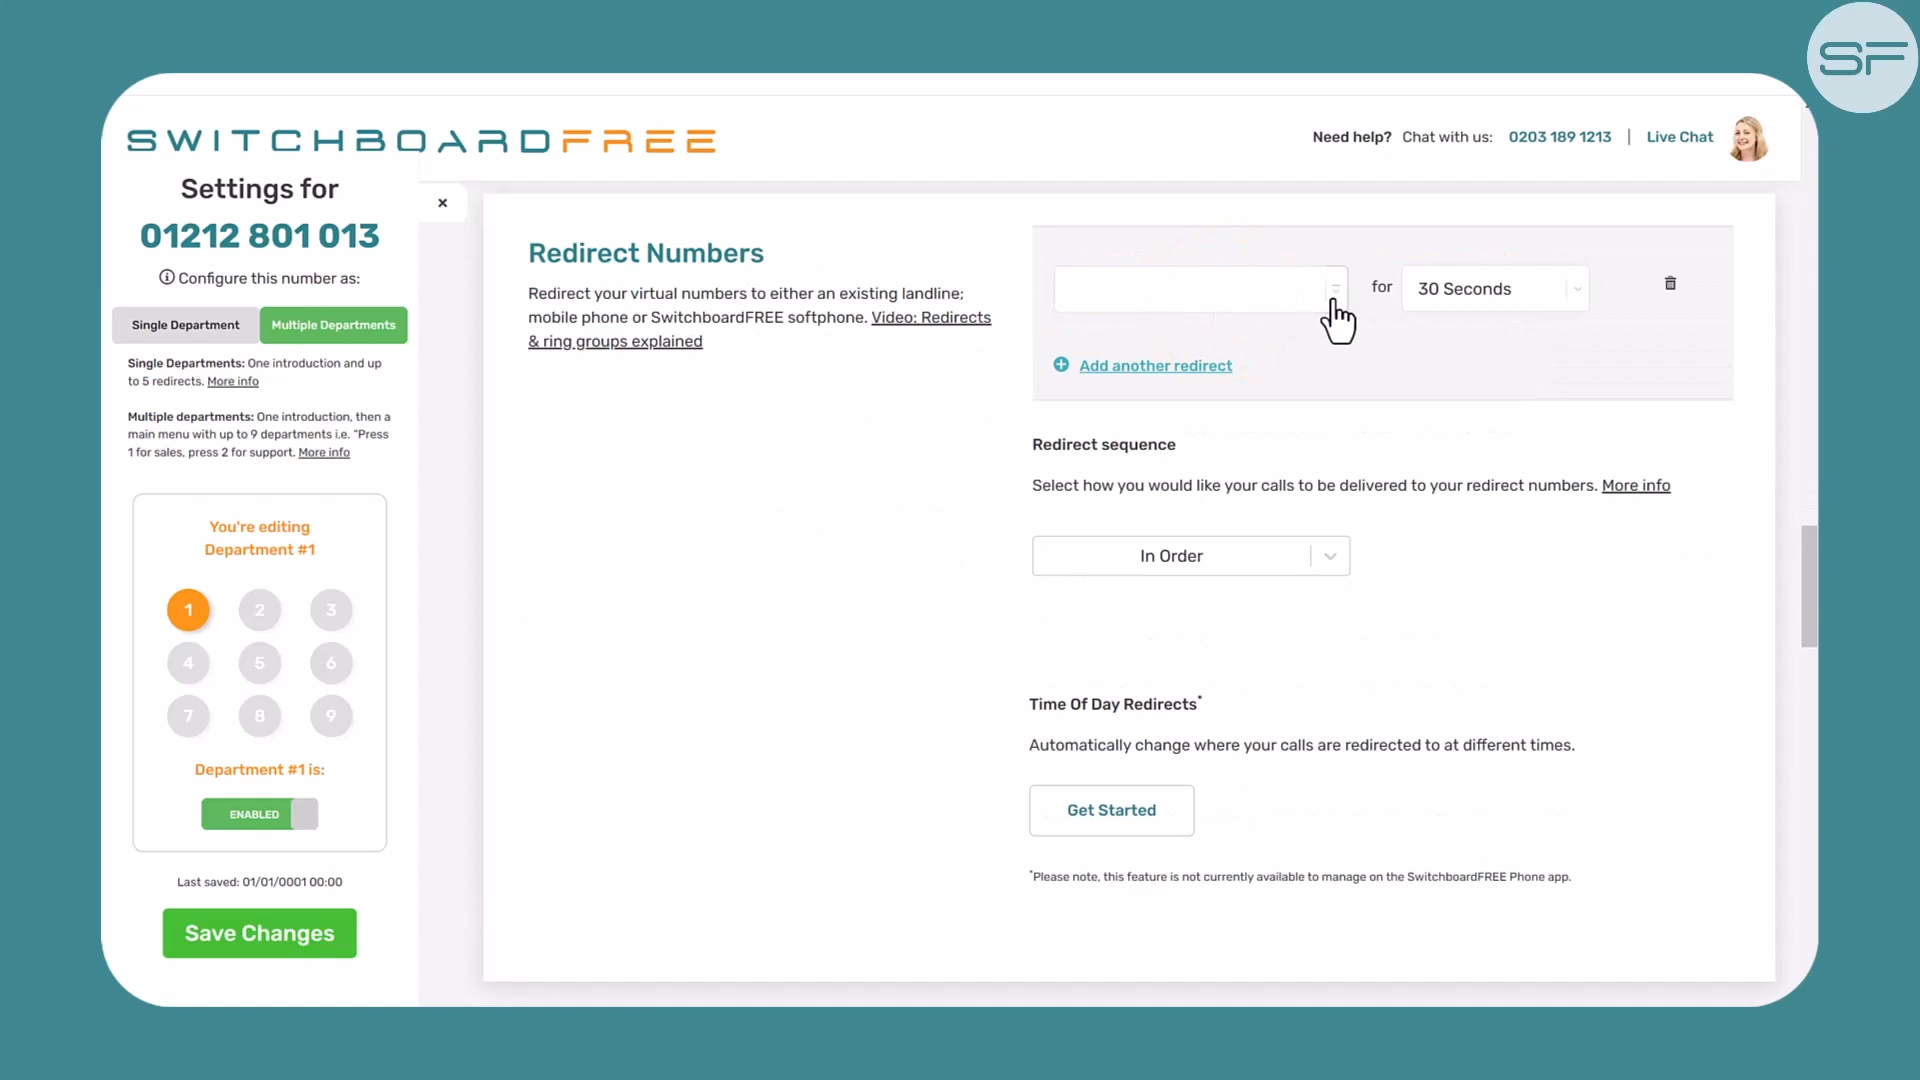 SF
SWITCHBOARDFREE
Need help? Chat with us: 0203 189 1213 | Live Chat
Settings for
01212 801 013
Configure this number as:
Single Department
Multiple Departments
Single Departments: One introduction and up
to 5 redirects. More info
Multiple departments: One introduction, then a
main menu with up to 9 departments i.e. "Press
1 for sales, press 2 for support. More info
You're editing
Department #1
1 2 3
4 5 6
7 8 9
Department #1 is:
ENABLED
Last saved: 01/01/0001 00:00
Save Changes
×
Redirect Numbers
Redirect your virtual numbers to either an existing landline;
mobile phone or SwitchboardFREE softphone. Video: Redirects
& ring groups explained
for 30 Seconds
Add another redirect
Redirect sequence
Select how you would like your calls to be delivered to your redirect numbers. More info
In Order
Time Of Day Redirects*
Automatically change where your calls are redirected to at different times.
Get Started
*Please note, this feature is not currently available to manage on the SwitchboardFREE Phone app.